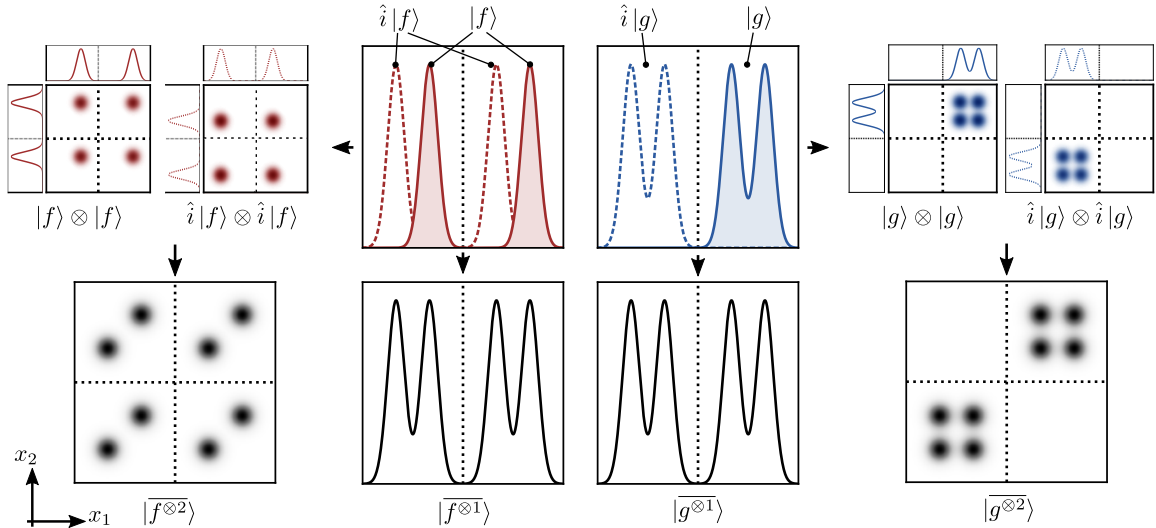 î |f⟩
|f⟩
î |g⟩
|g⟩
|f⟩ ⊗ |f⟩
î |f⟩ ⊗ î |f⟩
|g⟩ ⊗ |g⟩
î |g⟩ ⊗ î |g⟩
x₂
x₁
|f̅⊗̅2̅⟩
|f̅⊗̅1̅⟩
|g̅⊗̅1̅⟩
|g̅⊗̅2̅⟩